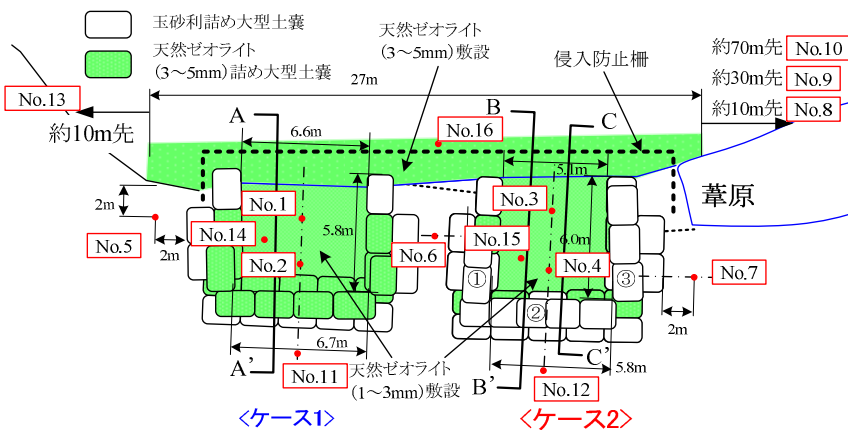 玉砂利詰め大型土嚢
天然ゼオライト
(3～5mm)詰め大型土嚢
天然ゼオライト
(3～5mm)敷設
侵入防止柵
約70m先 No.10
約30m先 No.9
約10m先 No.8
No.13
約10m先
27m
A
B
C
6.6m
No.16
5.1m
葦原
2m
No.5
2m
No.1
No.14
No.2
5.8m
No.6
No.3
No.15
6.0m
No.4
No.7
2m
①
②
③
6.7m
A'
No.11
天然ゼオライト
(1～3mm)敷設
B'
C'
5.8m
No.12
<ケース1>
<ケース2>